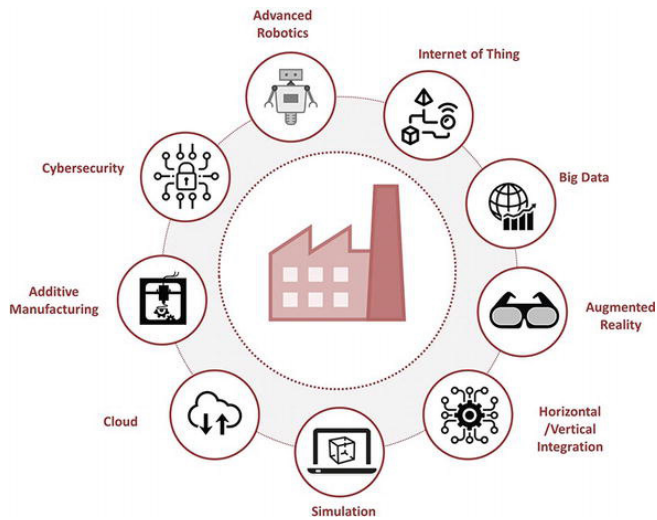 Advanced
Robotics
Internet of Thing
Big Data
Augmented
Reality
Horizontal
/Vertical
Integration
Simulation
Cloud
Additive
Manufacturing
Cybersecurity